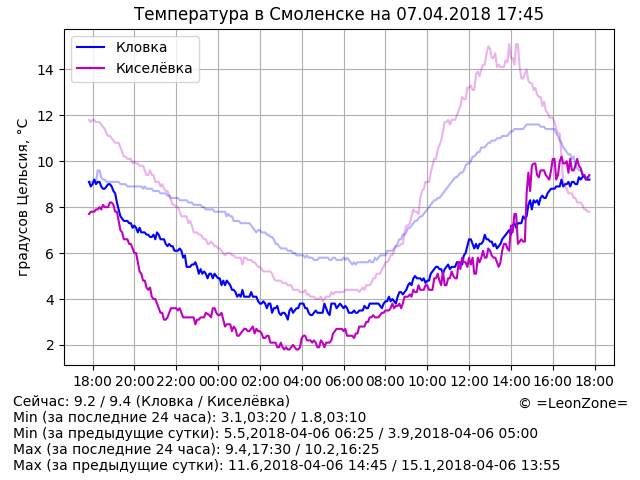 Температура в Смоленске на 07.04.2018 17:45
Кловка
Киселёвка
градусов Цельсия, °C
14
12
10
8
6
4
2
18:00 20:00 22:00 00:00 02:00 04:00 06:00 08:00 10:00 12:00 14:00 16:00 18:00
Сейчас: 9.2 / 9.4 (Кловка / Киселёвка)
© =LeonZone=
Min (за последние 24 часа): 3.1,03:20 / 1.8,03:10
Min (за предыдущие сутки): 5.5,2018-04-06 06:25 / 3.9,2018-04-06 05:00
Max (за последние 24 часа): 9.4,17:30 / 10.2,16:25
Max (за предыдущие сутки): 11.6,2018-04-06 14:45 / 15.1,2018-04-06 13:55